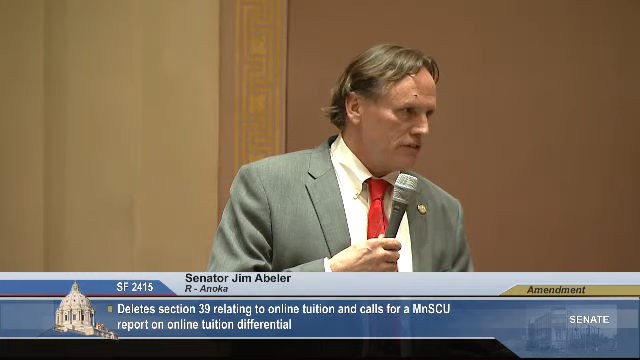 Senator Jim Abeler
SF 2415
R - Anoka
Amendment
Deletes section 39 relating to online tuition and calls for a MnSCU
report on online tuition differential
SENATE